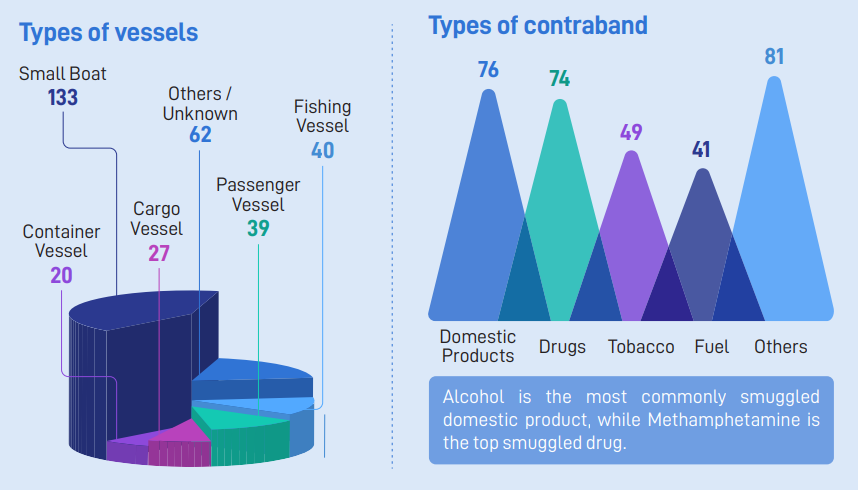 Types of vessels
Small Boat
133
Others /
Unknown
62
Fishing
Vessel
40
Passenger
Vessel
39
Cargo
Vessel
27
Container
Vessel
20
Types of contraband
76
74
49
41
81
Domestic
Products
Drugs
Tobacco
Fuel
Others
Alcohol is the most commonly smuggled
domestic product, while Methamphetamine is
the top smuggled drug.